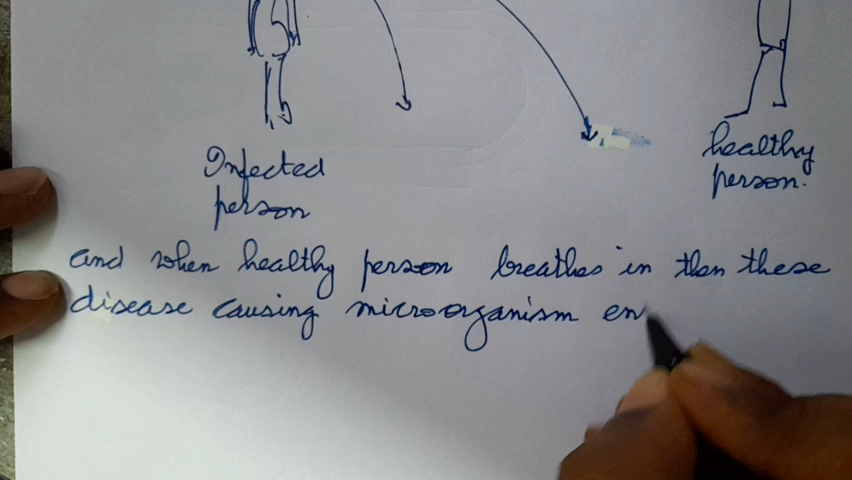 Infected
person
healthy
person.
and when healthy person breathes in then these
disease causing microorganism en